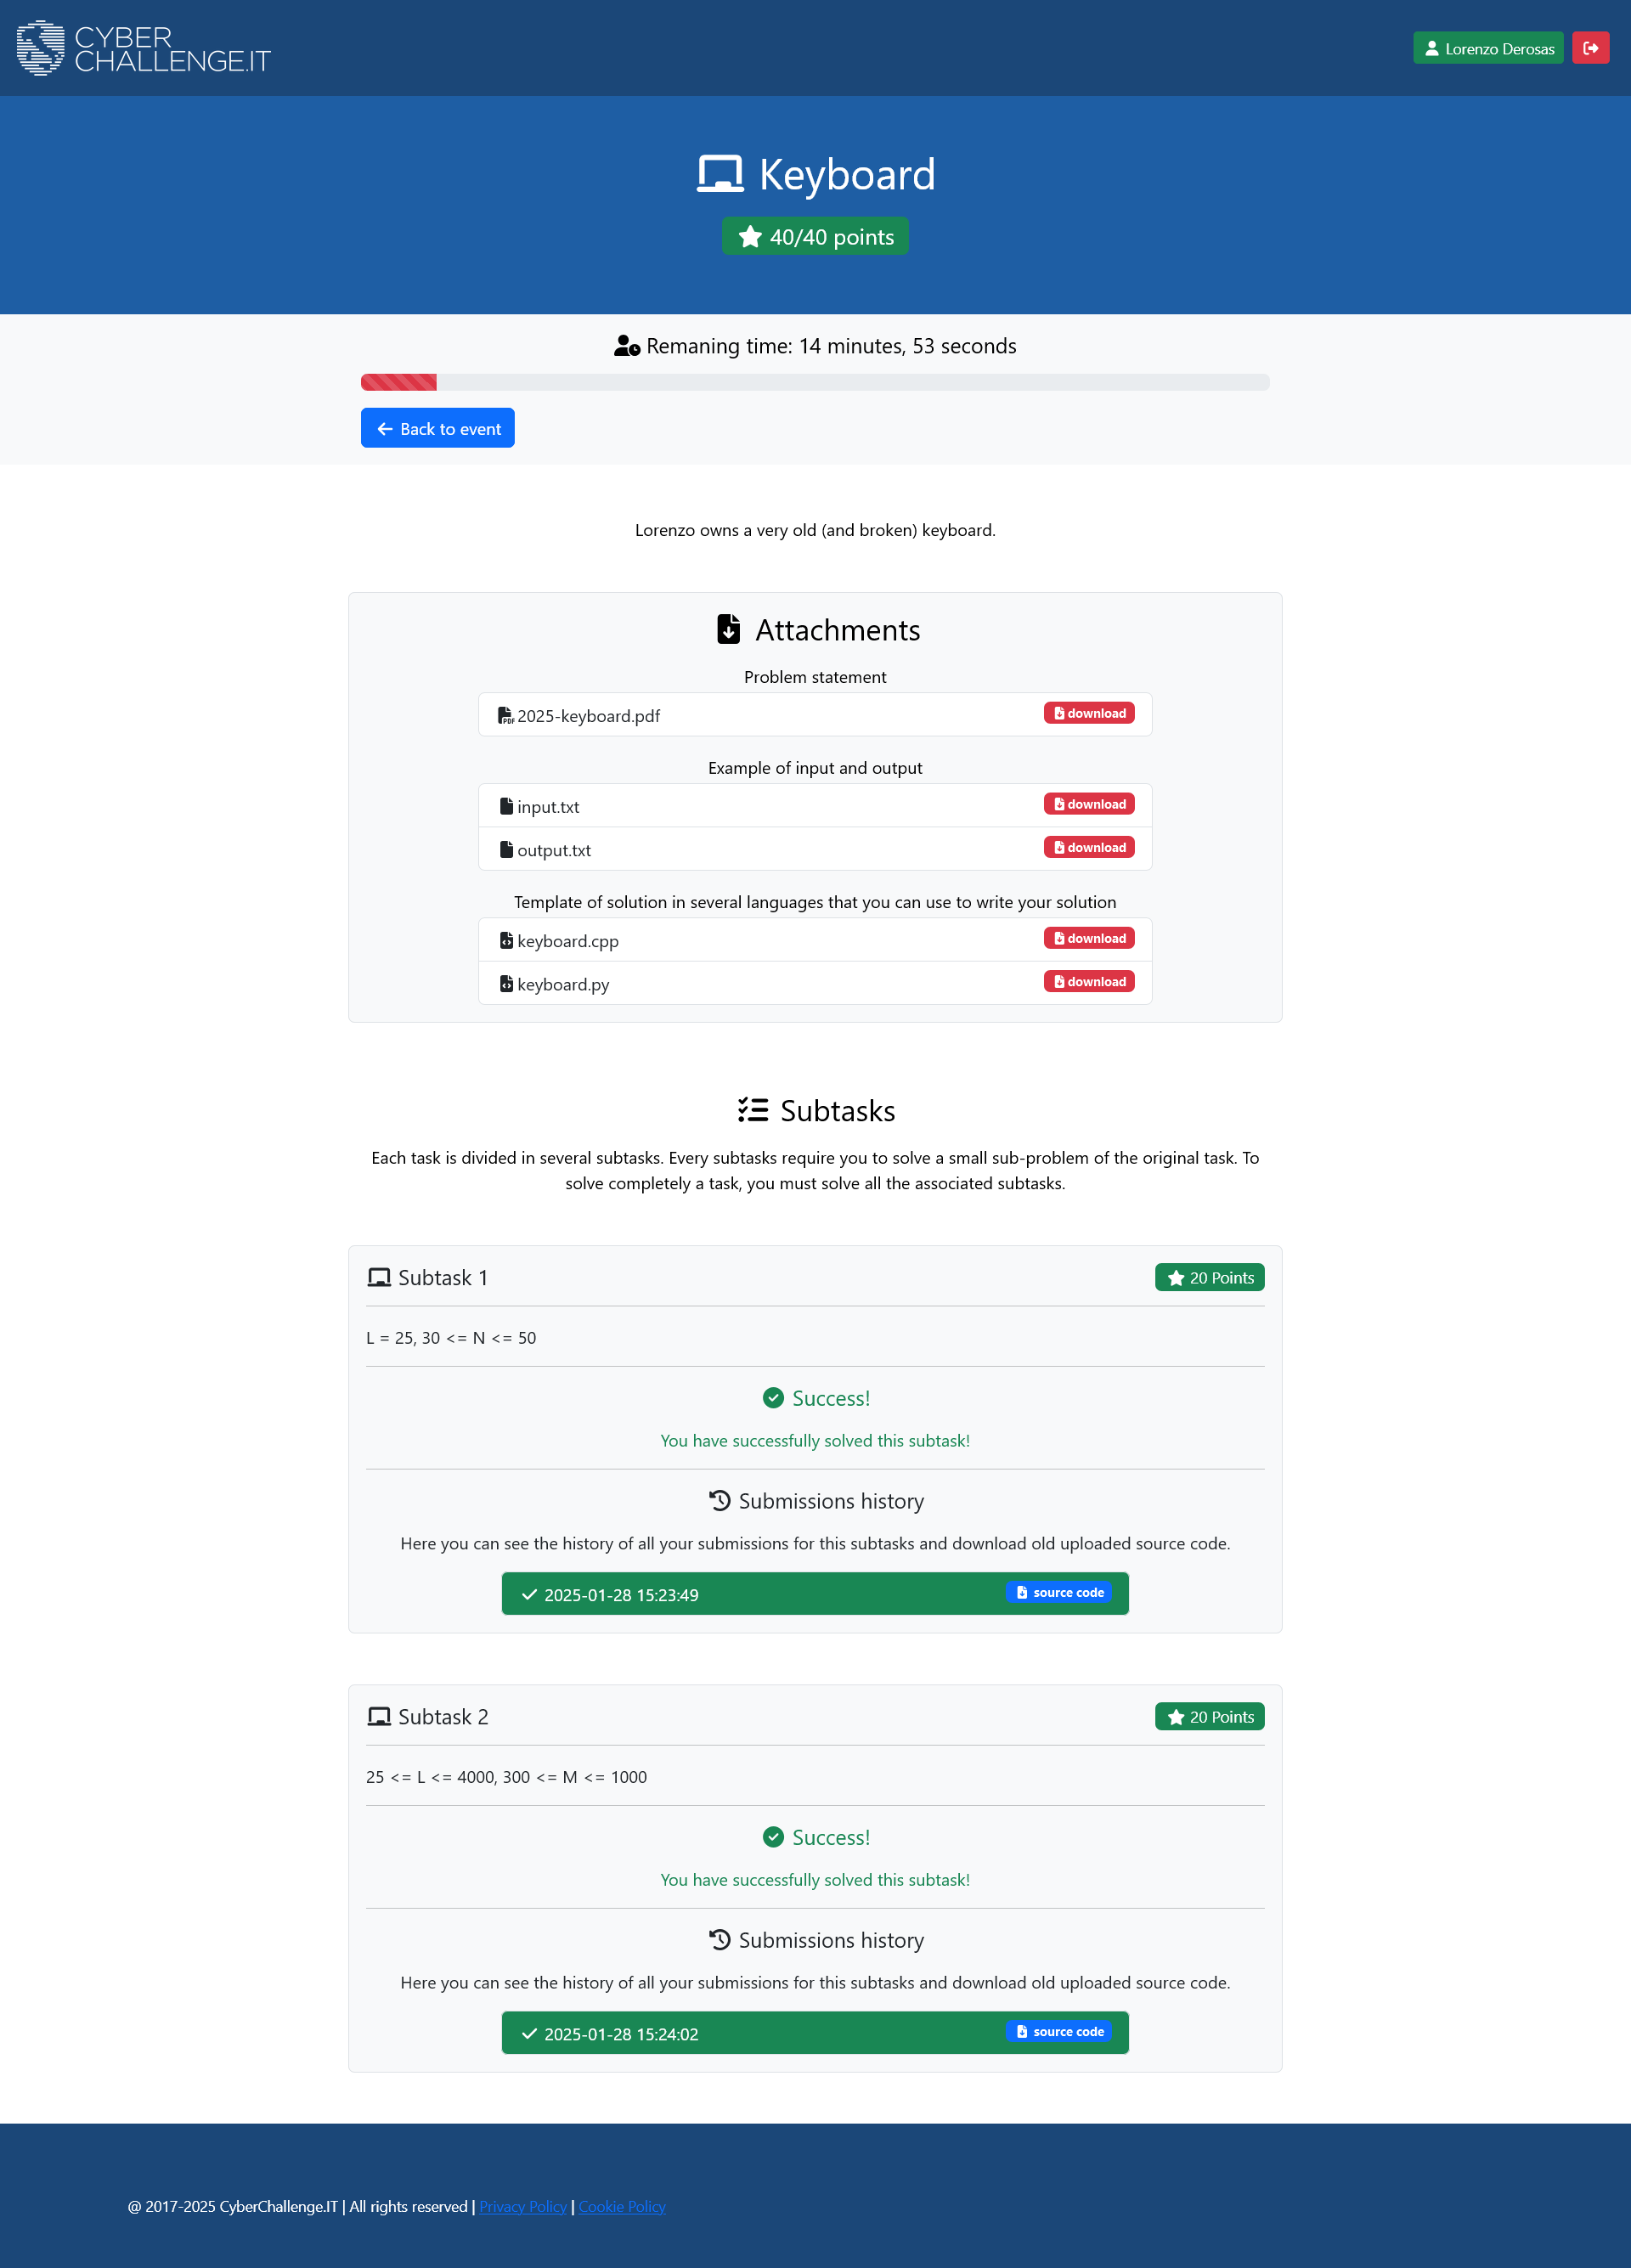 CYBER
CHALLENGE.IT
Lorenzo Derosas
Keyboard
40/40 points
Remaning time: 14 minutes, 53 seconds
Back to event
Lorenzo owns a very old (and broken) keyboard.
Attachments
Problem statement
2025-keyboard.pdf
download
Example of input and output
input.txt
download
output.txt
download
Template of solution in several languages that you can use to write your solution
keyboard.cpp
download
keyboard.py
download
Subtasks
Each task is divided in several subtasks. Every subtasks require you to solve a small sub-problem of the original task. To
solve completely a task, you must solve all the associated subtasks.
Subtask 1
20 Points
L = 25, 30 <= N <= 50
Success!
You have successfully solved this subtask!
Submissions history
Here you can see the history of all your submissions for this subtasks and download old uploaded source code.
2025-01-28 15:23:49
source code
Subtask 2
20 Points
25 <= L <= 4000, 300 <= M <= 1000
Success!
You have successfully solved this subtask!
Submissions history
Here you can see the history of all your submissions for this subtasks and download old uploaded source code.
2025-01-28 15:24:02
source code
@ 2017-2025 CyberChallenge.IT | All rights reserved | Privacy Policy | Cookie Policy